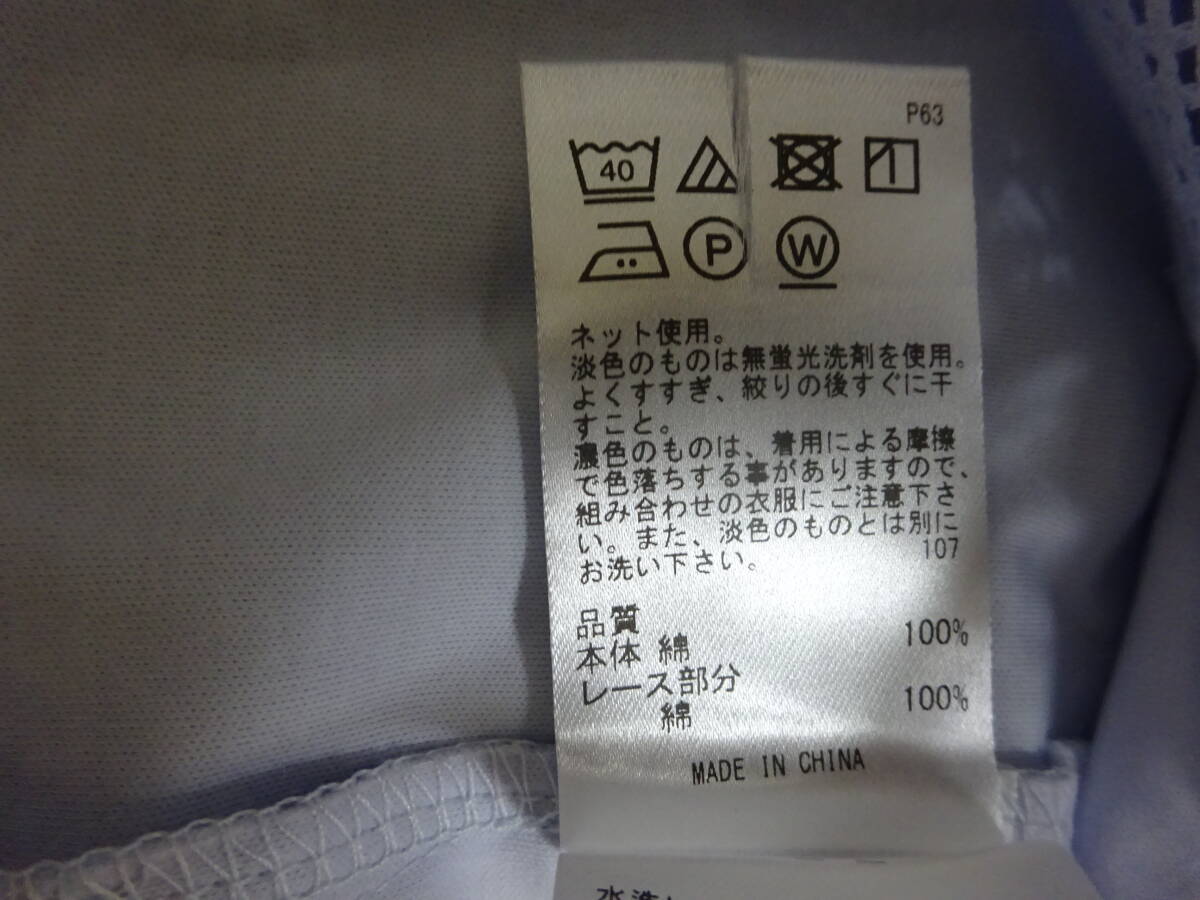 P63
40
P W
ネット使用。
淡色のものは無蛍光洗剤を使用。
よくすすぎ、絞りの後すぐに干
すこと。
濃色のものは、着用による摩擦
で色落ちする事がありますので、
組み合わせの衣服にご注意下さ
い。また、淡色のものとは別に
お洗い下さい。
107
品質
本体 綿 100%
レース部分
綿 100%
MADE IN CHINA